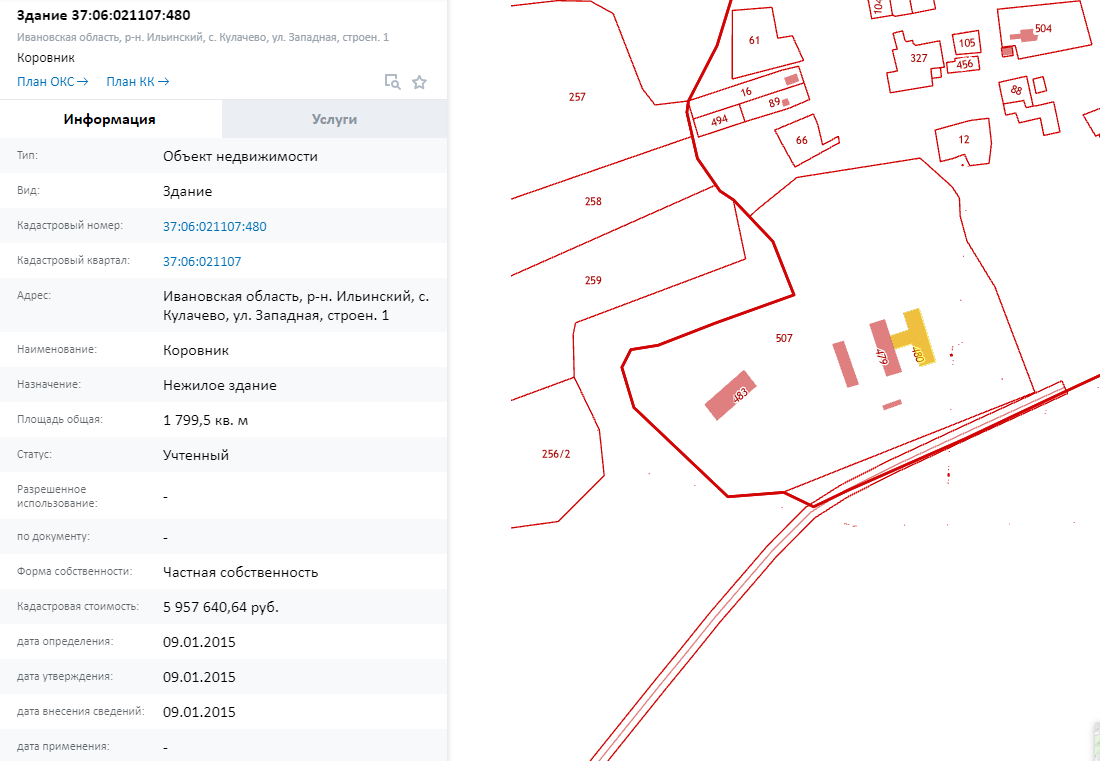 Здание 37:06:021107:480
Ивановская область, р-н. Ильинский, с. Кулачево, ул. Западная, строен. 1
Коровник
План ОКС→ План КК→
Информация Услуги
Тип: Объект недвижимости
Вид: Здание
Кадастровый номер: 37:06:021107:480
Кадастровый квартал: 37:06:021107
Адрес: Ивановская область, р-н. Ильинский, с.
Кулачево, ул. Западная, строен. 1
Наименование: Коровник
Назначение: Нежилое здание
Площадь общая: 1 799,5 кв. м
Статус: Учтенный
Разрешенное
использование: -
по документу: -
Форма собственности: Частная собственность
Кадастровая стоимость: 5 957 640,64 руб.
дата определения: 09.01.2015
дата утверждения: 09.01.2015
дата внесения сведений: 09.01.2015
дата применения: -
104
504
61
105
327
456
257
16
88
89
494
66
12
258
259
507
479
480
483
256/2